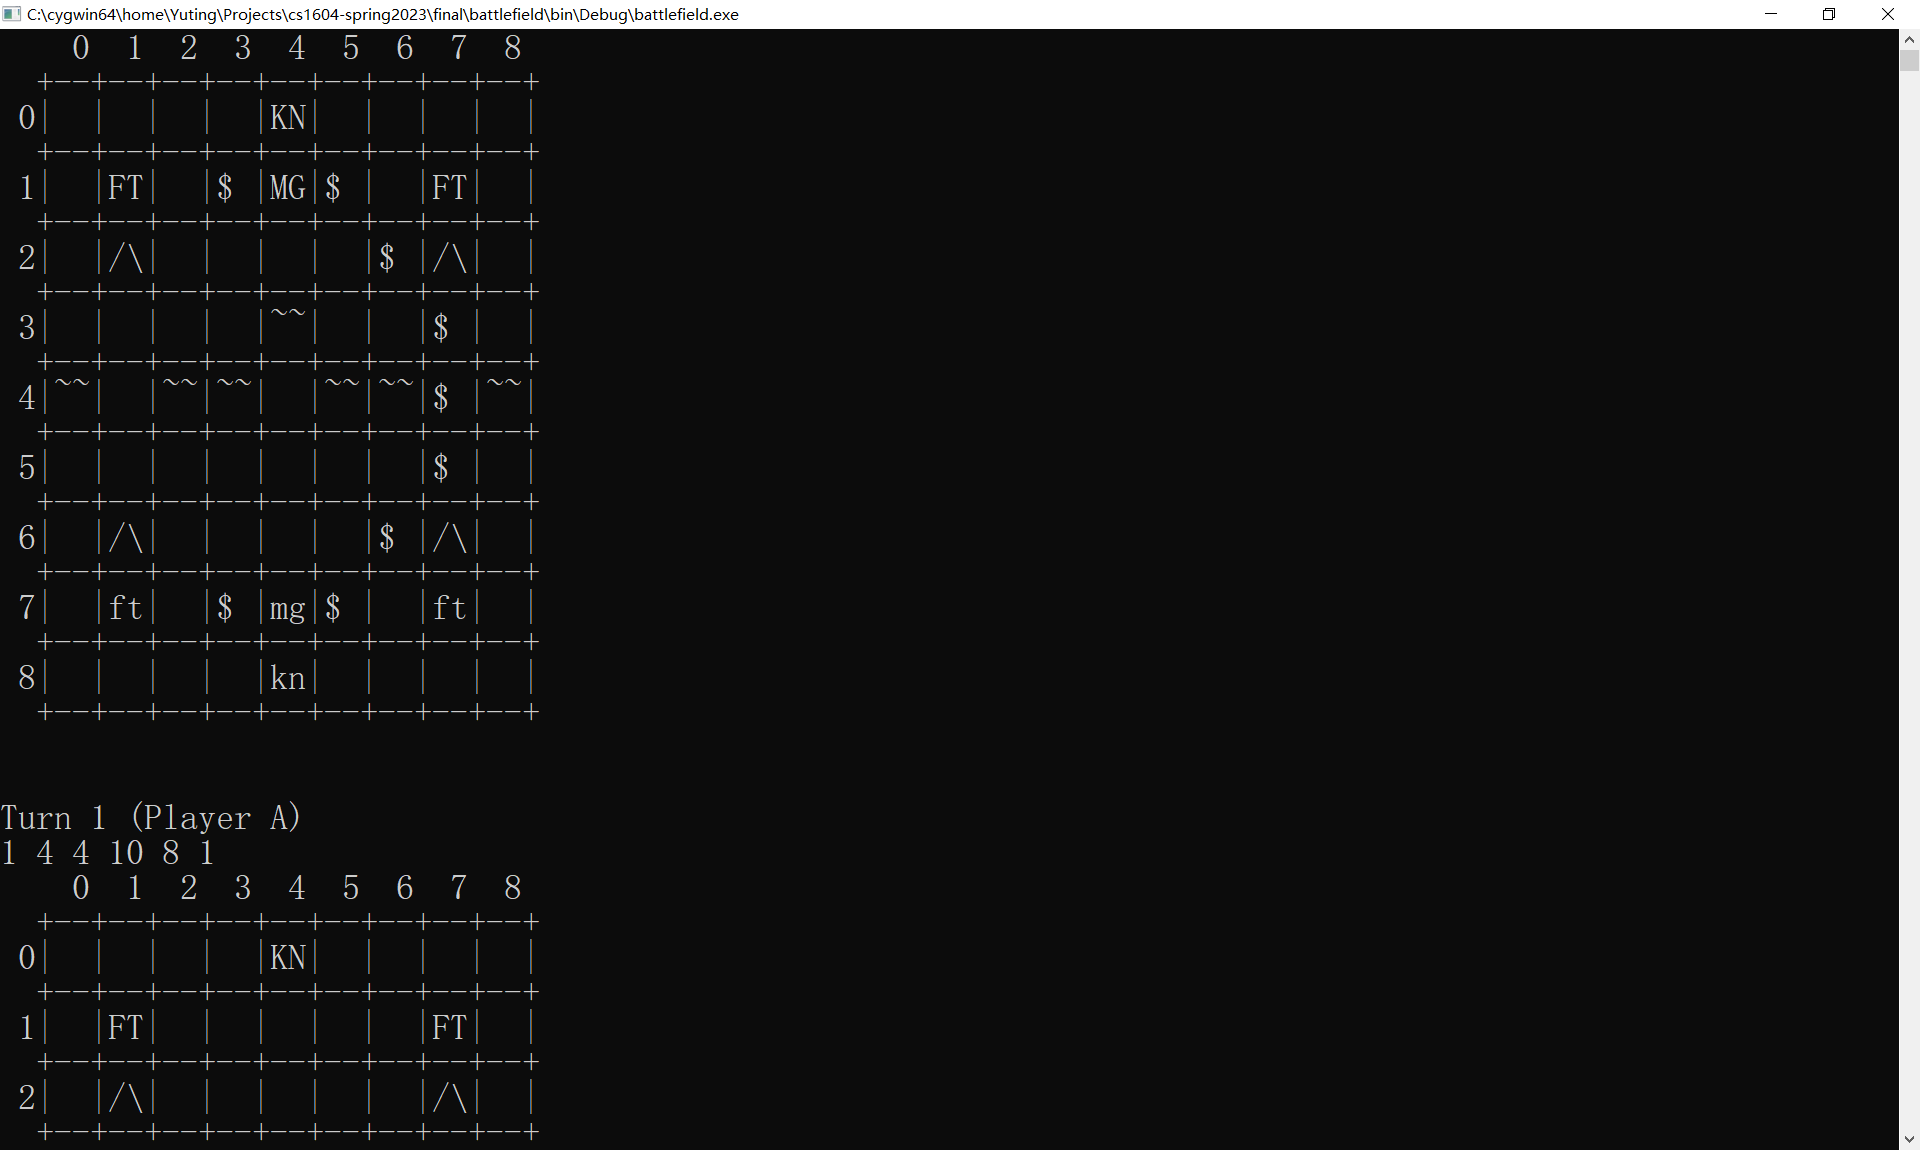 C:\cygwin64\home\Yuting\Projects\cs1604-spring2023\final\battlefield\bin\Debug\battlefield.exe
    0  1  2  3  4  5  6  7  8
  +--+--+--+--+--+--+--+--+--+
 0|  |  |  |  |KN|  |  |  |  |
  +--+--+--+--+--+--+--+--+--+
 1|  |FT|  |$ |MG|$ |  |FT|  |
  +--+--+--+--+--+--+--+--+--+
 2|  |/\|  |  |  |  |$ |/\|  |
  +--+--+--+--+--+--+--+--+--+
 3|  |  |  |  |~~|  |  |$ |  |
  +--+--+--+--+--+--+--+--+--+
 4|~~|  |~~|~~|  |~~|~~|$ |~~|
  +--+--+--+--+--+--+--+--+--+
 5|  |  |  |  |  |  |  |$ |  |
  +--+--+--+--+--+--+--+--+--+
 6|  |/\|  |  |  |  |$ |/\|  |
  +--+--+--+--+--+--+--+--+--+
 7|  |ft|  |$ |mg|$ |  |ft|  |
  +--+--+--+--+--+--+--+--+--+
 8|  |  |  |  |kn|  |  |  |  |
  +--+--+--+--+--+--+--+--+--+
Turn 1 (Player A)
1 4 4 10 8 1
    0  1  2  3  4  5  6  7  8
  +--+--+--+--+--+--+--+--+--+
 0|  |  |  |  |KN|  |  |  |  |
  +--+--+--+--+--+--+--+--+--+
 1|  |FT|  |  |  |  |  |FT|  |
  +--+--+--+--+--+--+--+--+--+
 2|  |/\|  |  |  |  |  |/\|  |
  +--+--+--+--+--+--+--+--+--+